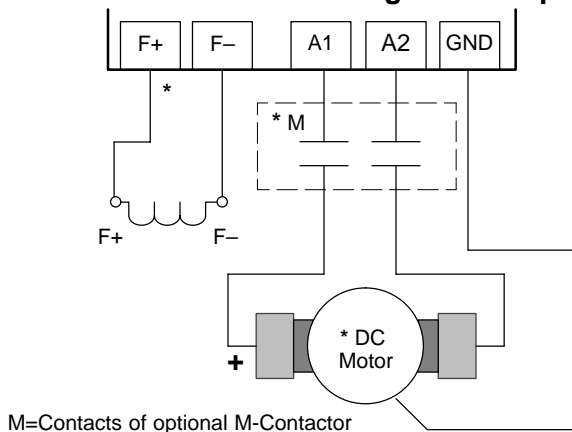 F+ F– A1 A2 GND
*
* M
F+ F–
* DC
Motor
+
M=Contacts of optional M-Contactor